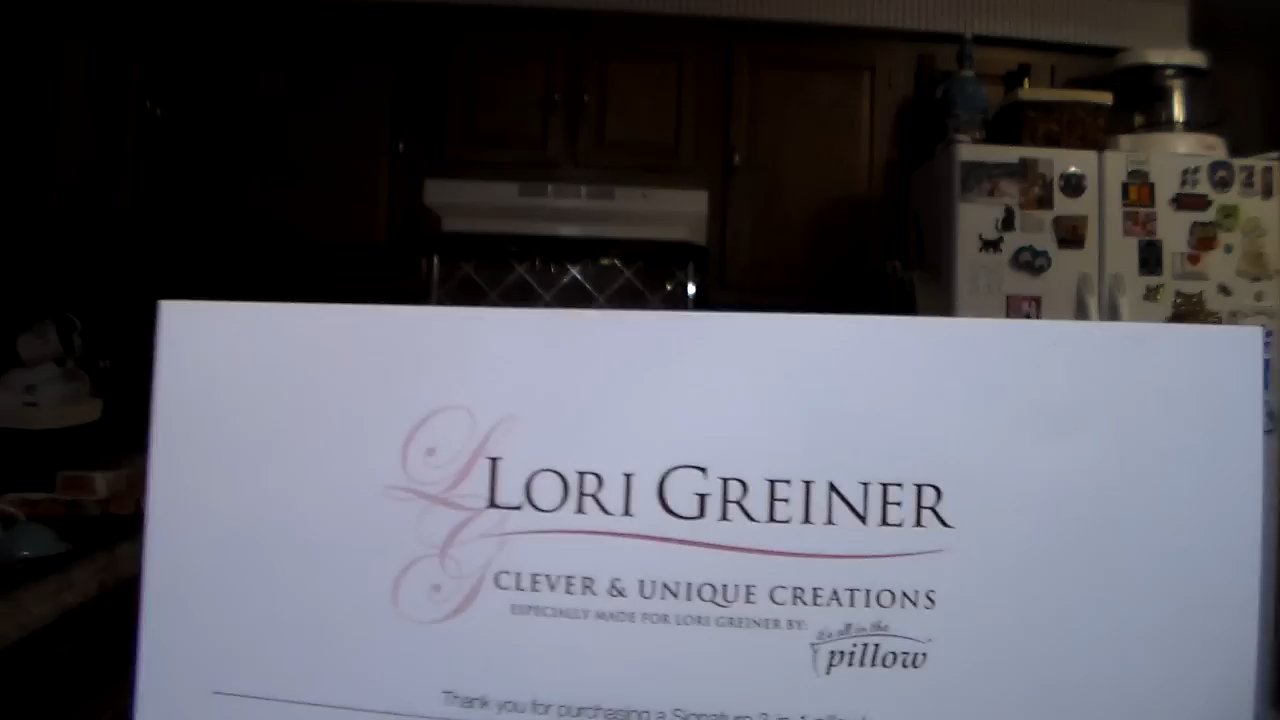 LORI GREINER
CLEVER & UNIQUE CREATIONS
ESPECIALLY MADE FOR LORI GREINER BY:
it's all in the
pillow
Thank you for purchasing a Signature